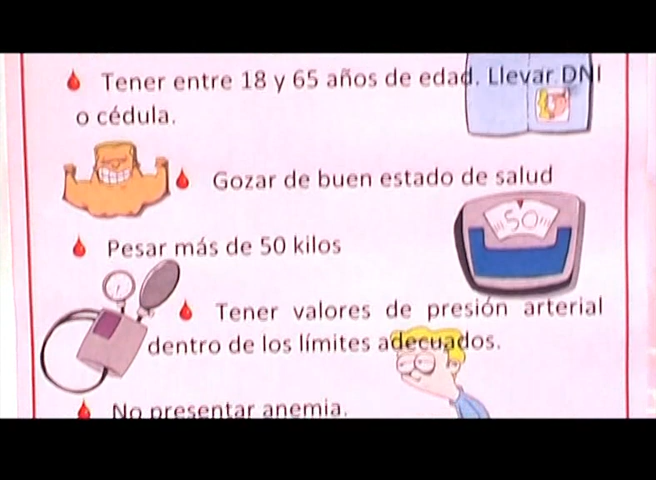 Tener entre 18 y 65 años de edad. Llevar DNI
o cédula.
Gozar de buen estado de salud
50
Pesar más de 50 kilos
Tener valores de presión arterial
dentro de los límites adecuados.
No presentar anemia.